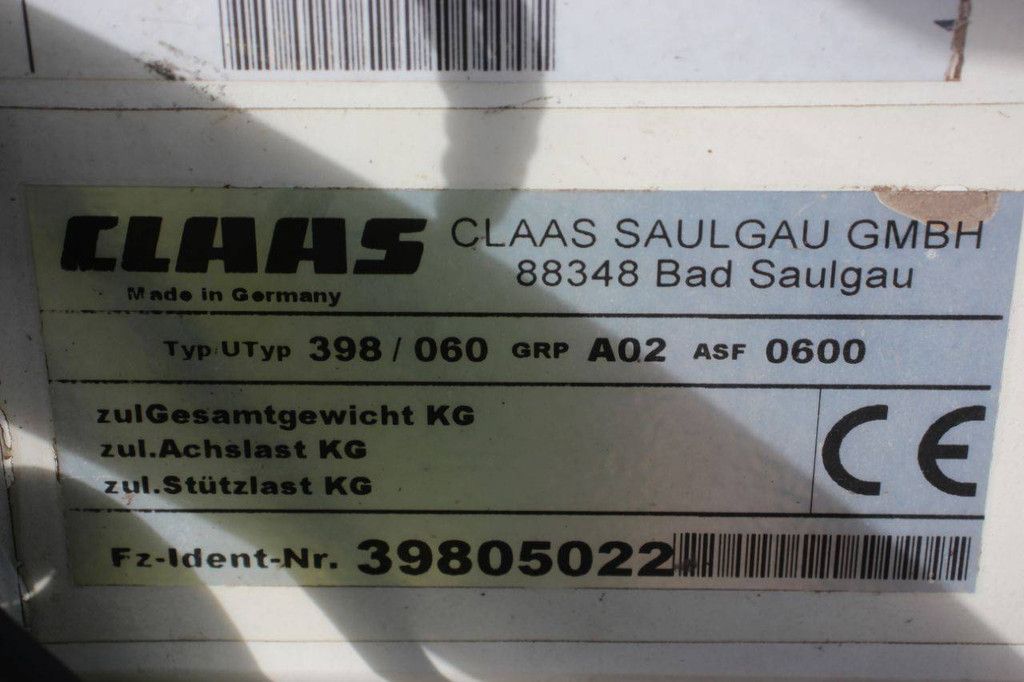 CLAAS CLAAS SAULGAU GMBH
Made in Germany 88348 Bad Saulgau
Typ/UTyp 398 / 060 GRP A02 ASF 0600
zulGesamtgewicht KG
zul.Achslast KG
zul.Stützlast KG
CE
Fz-Ident-Nr. 39805022